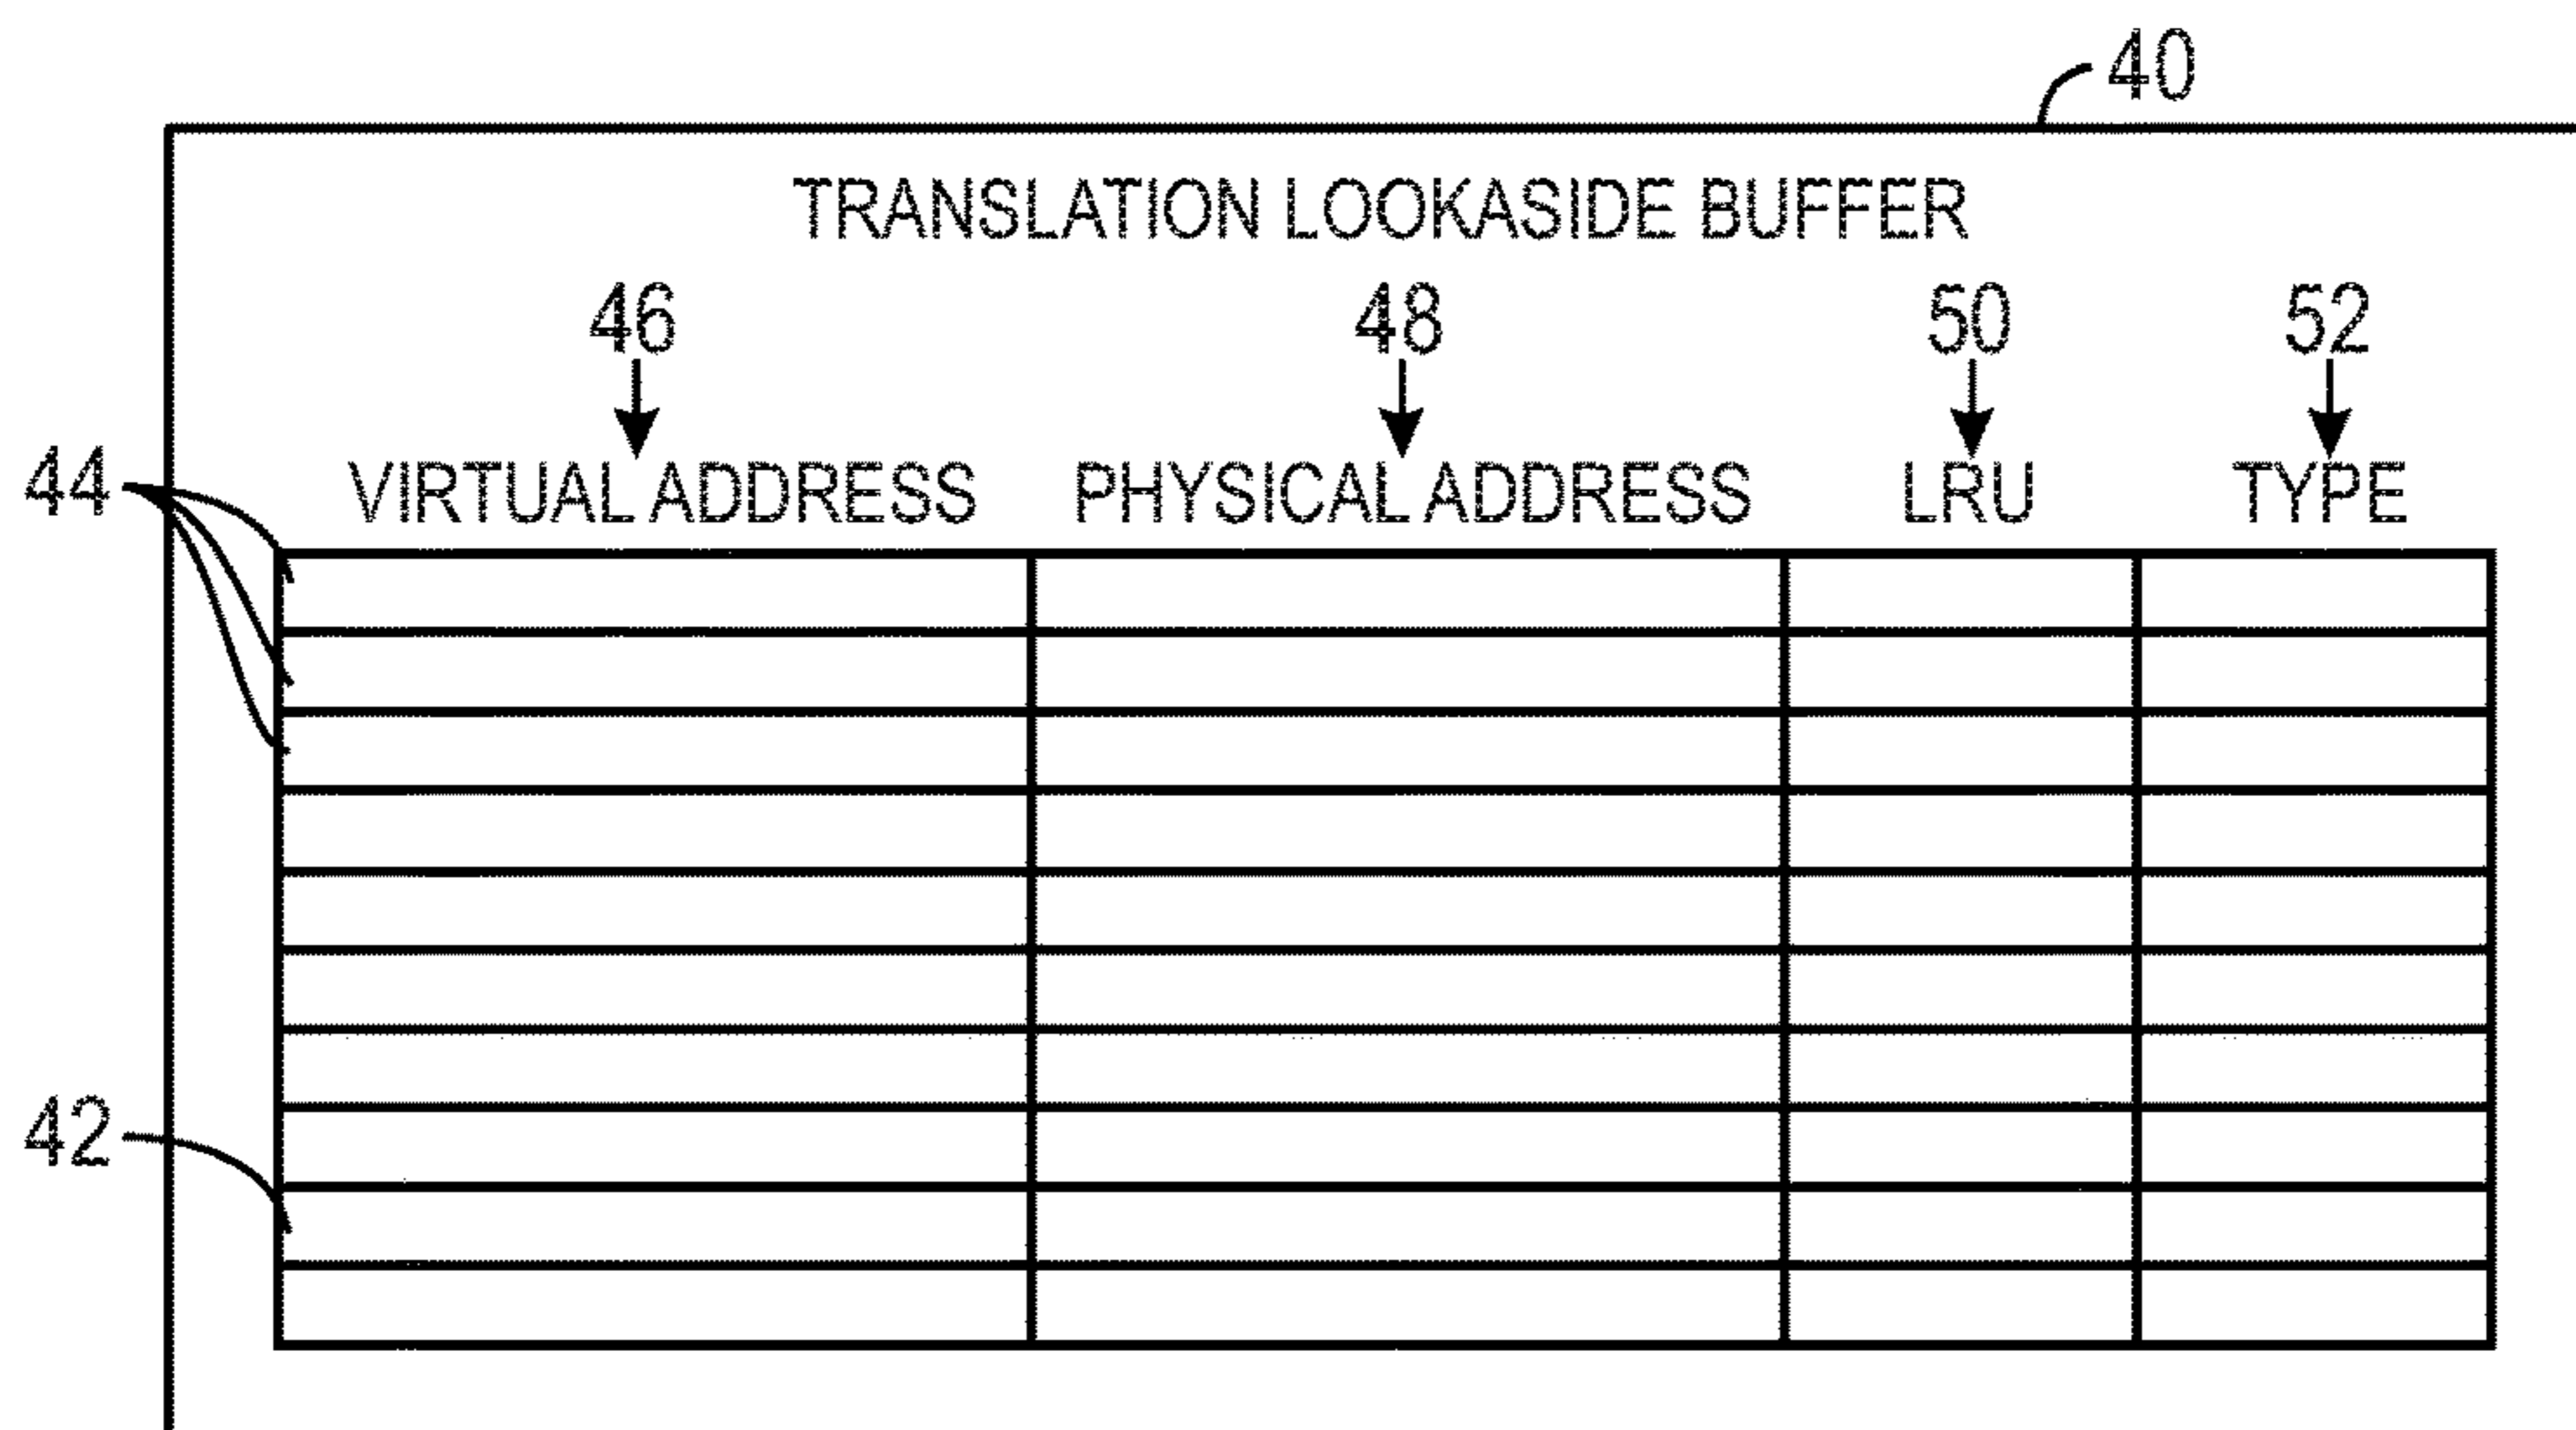 40
TRANSLATION LOOKASIDE BUFFER
46 48 50 52
44 VIRTUAL ADDRESS PHYSICAL ADDRESS LRU TYPE
42